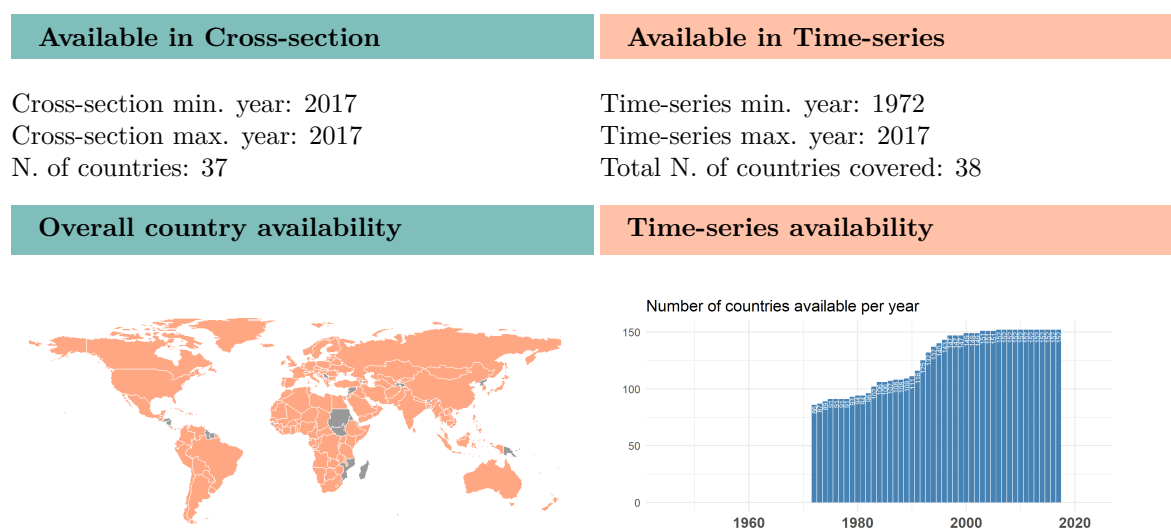 Available in Cross-section
Available in Time-series
Cross-section min. year: 2017
Cross-section max. year: 2017
N. of countries: 37
Time-series min. year: 1972
Time-series max. year: 2017
Total N. of countries covered: 38
Overall country availability
Time-series availability
Number of countries available per year
150
100
50
0
1960
1980
2000
2020